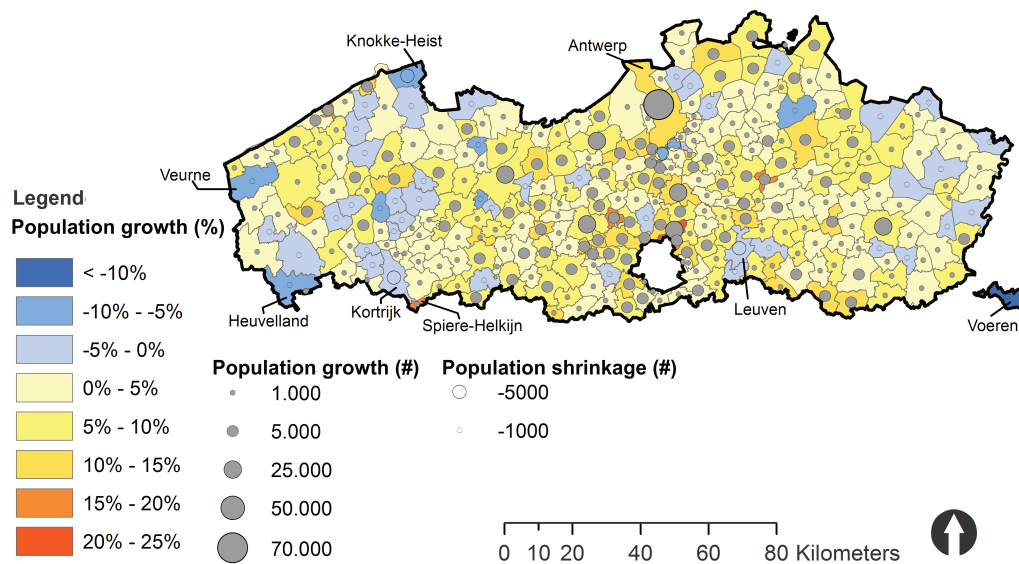 Knokke-Heist
Antwerp
Veurne
Heuvelland
Kortrijk
Spiere-Helkijn
Leuven
Voeren
Legend
Population growth (%)
< -10%
-10% - -5%
-5% - 0%
0% - 5%
5% - 10%
10% - 15%
15% - 20%
20% - 25%
Population growth (#)
1.000
5.000
25.000
50.000
70.000
Population shrinkage (#)
-5000
-1000
0 10 20 40 60 80 Kilometers